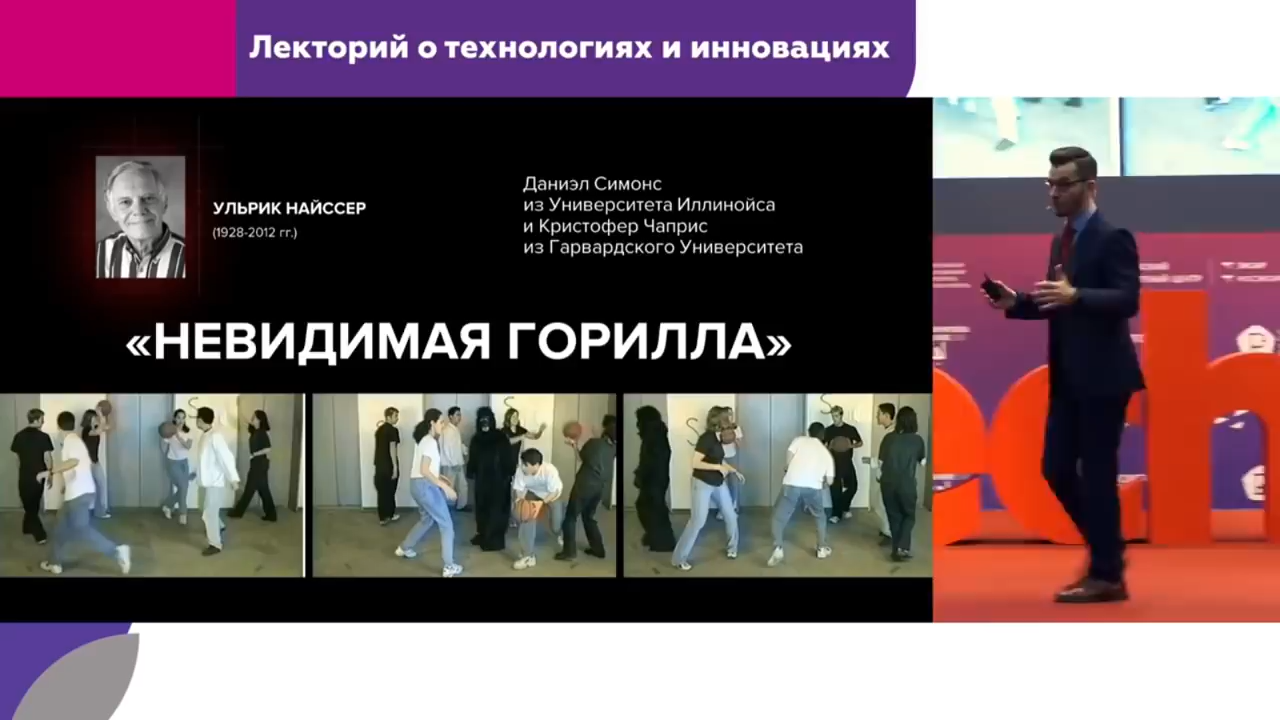 Лекторий о технологиях и инновациях
УЛЬРИК НАЙССЕР
(1928-2012 гг.)
Даниэл Симонс
из Университета Иллинойса
и Кристофер Чаприс
из Гарвардского Университета
«НЕВИДИМАЯ ГОРИЛЛА»
ech